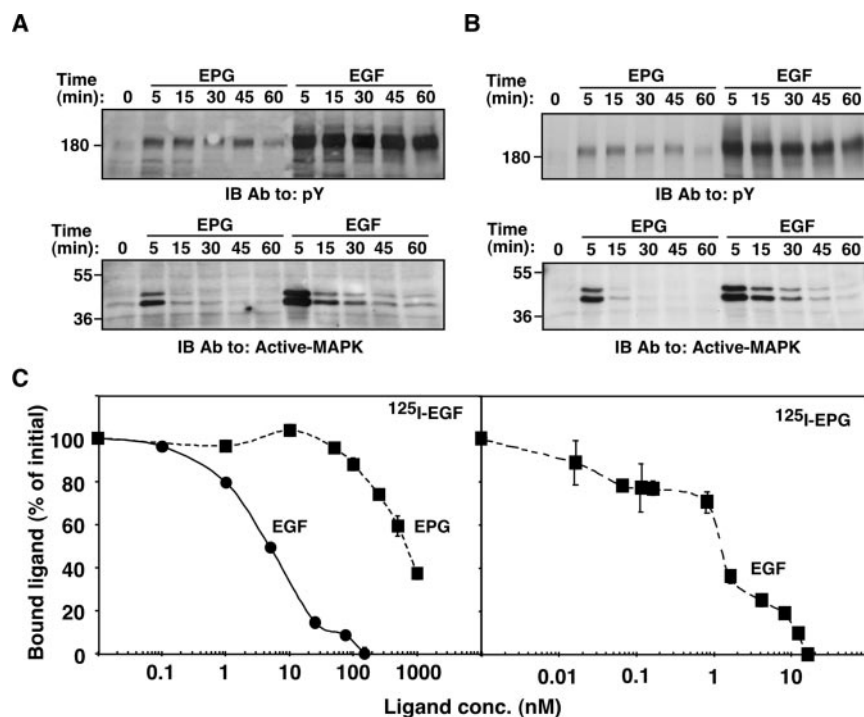 A
EPG EGF
Time (min): 0 5 15 30 45 60 5 15 30 45 60
180
IB Ab to: pY
EPG EGF
Time (min): 0 5 15 30 45 60 5 15 30 45 60
55
36
IB Ab to: Active-MAPK
B
EPG EGF
Time (min): 0 5 15 30 45 60 5 15 30 45 60
180
IB Ab to: pY
EPG EGF
Time (min): 0 5 15 30 45 60 5 15 30 45 60
55
36
IB Ab to: Active-MAPK
C
Bound ligand (% of initial)
100
80
60
40
20
0
125I-EGF
EGF
EPG
0.1 1 10 100 1000
125I-EPG
EGF
0.01 0.1 1 10
Ligand conc. (nM)